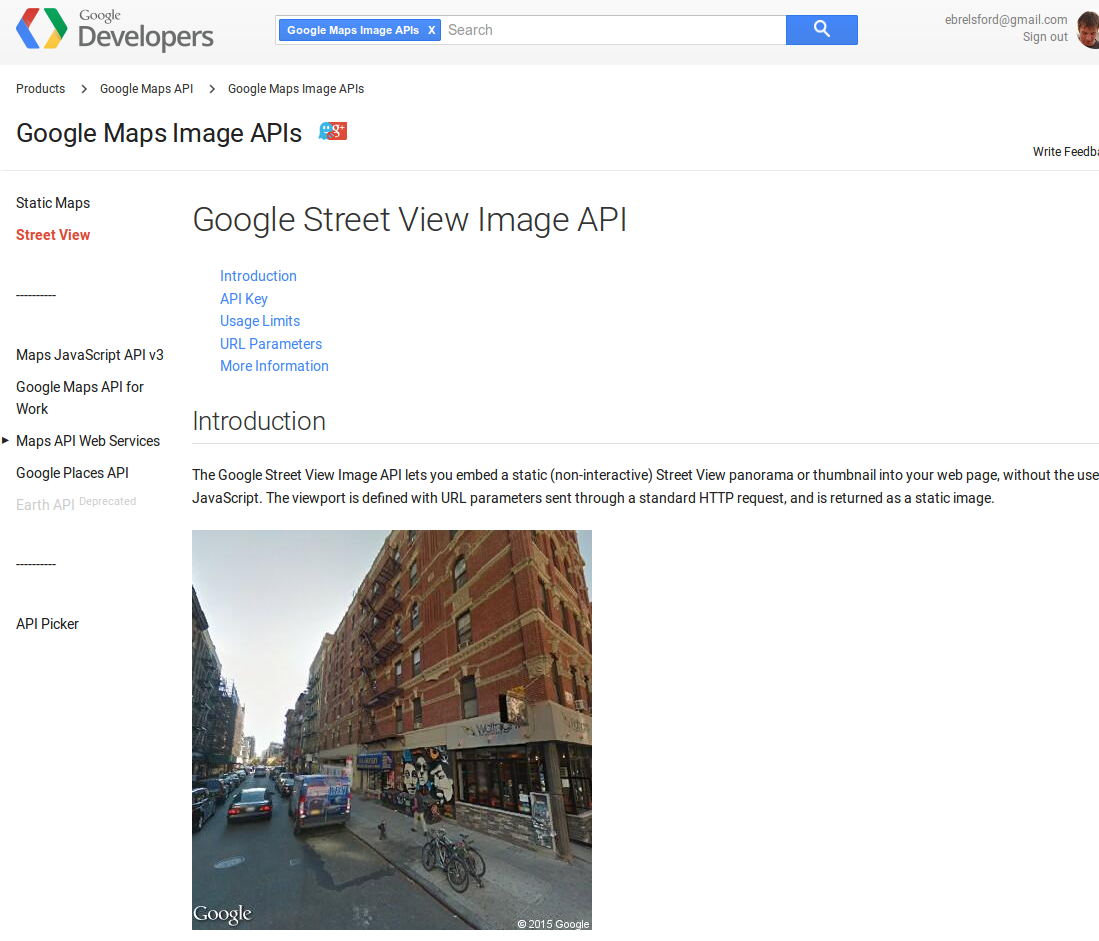 Google
Developers
Google Maps Image APIs X
Search
ebrelsford@gmail.com
Sign out
Products > Google Maps API > Google Maps Image APIs
Google Maps Image APIs
g+
Write Feedba
Static Maps
Street View
----------
Maps JavaScript API v3
Google Maps API for
Work
Maps API Web Services
Google Places API
Earth API Deprecated
----------
API Picker
Google Street View Image API
Introduction
API Key
Usage Limits
URL Parameters
More Information
Introduction
The Google Street View Image API lets you embed a static (non-interactive) Street View panorama or thumbnail into your web page, without the use
JavaScript. The viewport is defined with URL parameters sent through a standard HTTP request, and is returned as a static image.
Google
© 2015 Google